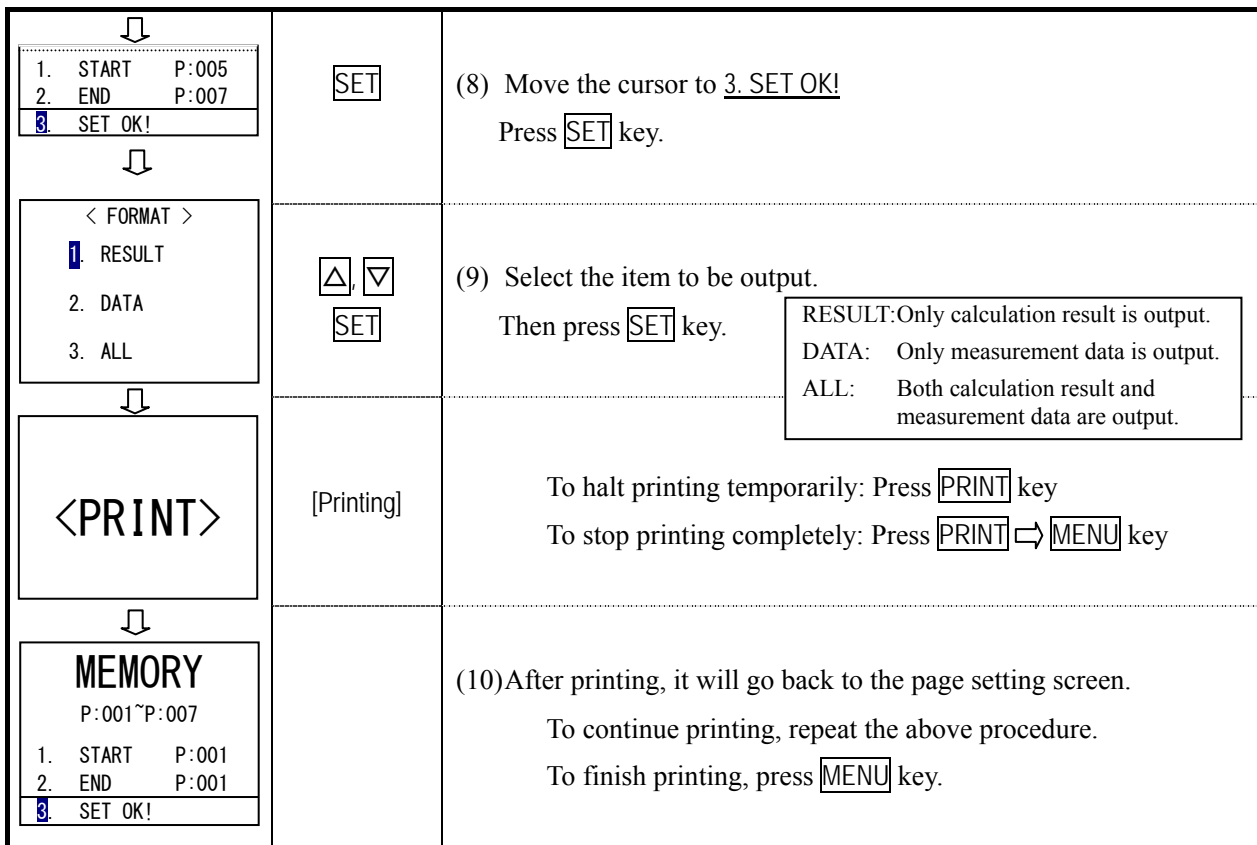 1. START P:005
2. END P:007
3. SET OK!
SET
(8) Move the cursor to 3. SET OK!
Press SET key.
< FORMAT >
1. RESULT
2. DATA
3. ALL
△, ▽
SET
(9) Select the item to be output.
Then press SET key.
RESULT:Only calculation result is output.
DATA: Only measurement data is output.
ALL: Both calculation result and
measurement data are output.
<PRINT>
[Printing]
To halt printing temporarily: Press PRINT key
To stop printing completely: Press PRINT ⇨ MENU key
MEMORY
P:001~P:007
1. START P:001
2. END P:001
3. SET OK!
(10)After printing, it will go back to the page setting screen.
To continue printing, repeat the above procedure.
To finish printing, press MENU key.